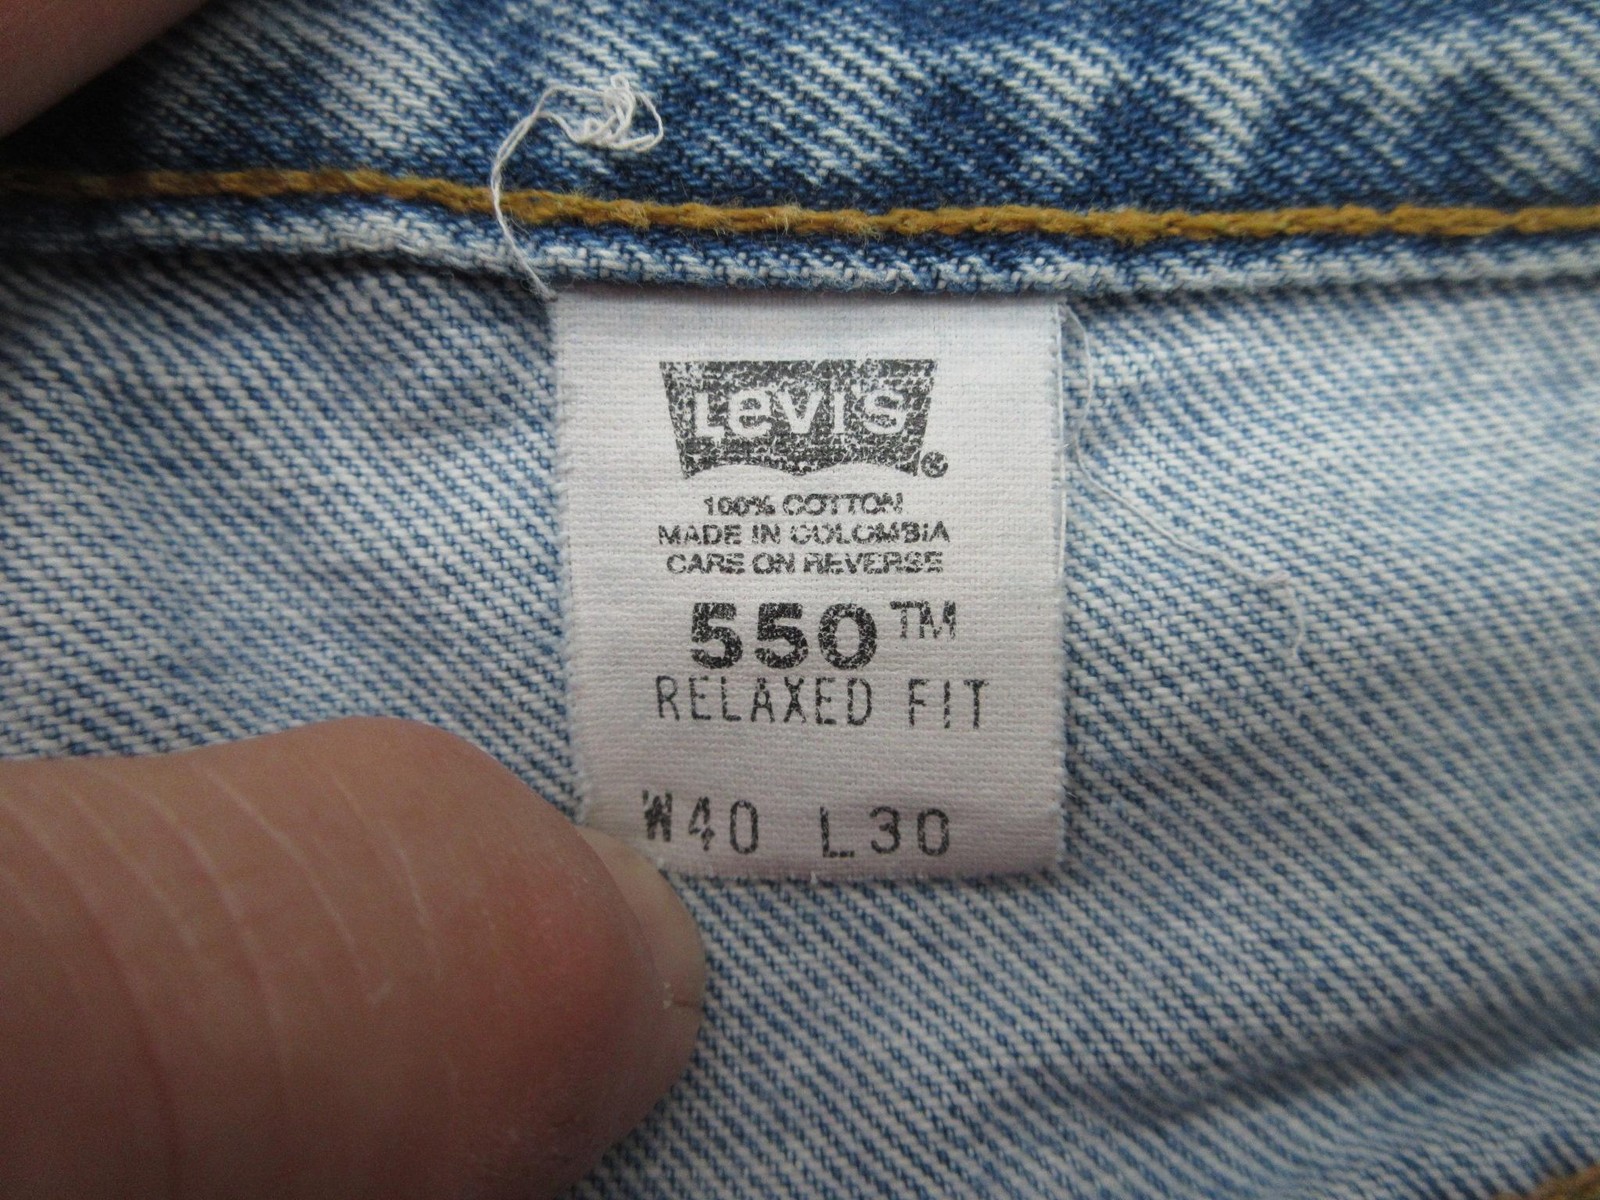 Levi's ®
100% COTTON
MADE IN COLOMBIA
CARE ON REVERSE
550™
RELAXED FIT
W40 L30